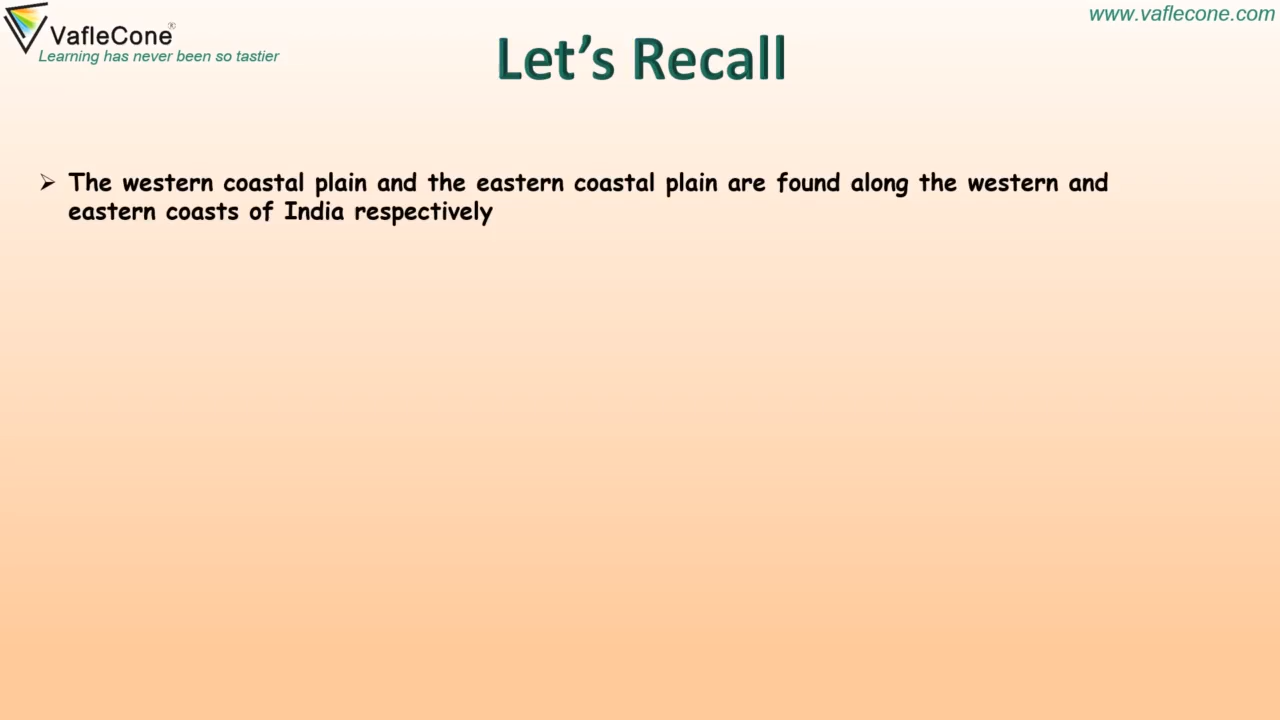 VafleCone®
Learning has never been so tastier
www.vaflecone.com
Let's Recall
➢ The western coastal plain and the eastern coastal plain are found along the western and
eastern coasts of India respectively